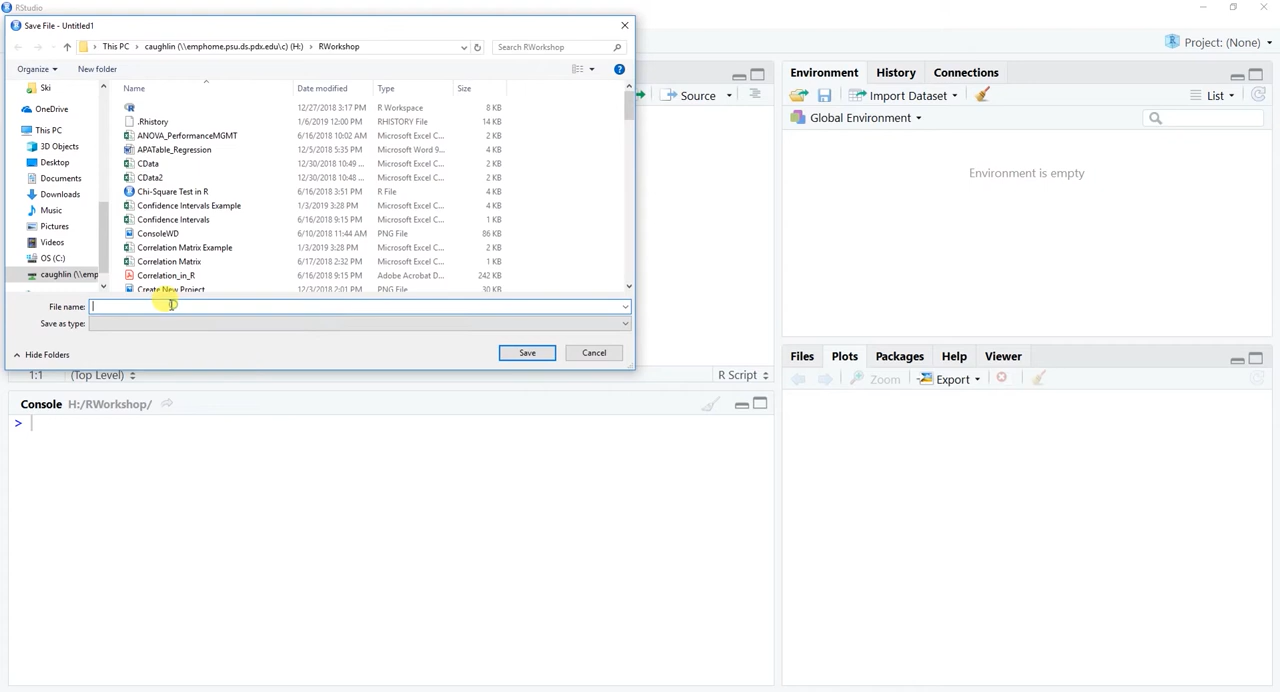 RStudio
Save File - Untitled1
This PC > caughlin (\\emphome.psu.ds.pdx.edu\c) (H:) > RWorkshop
Search RWorkshop
Organize
New folder
Name Date modified Type Size
12/27/2018 3:17 PM R Workspace 8 KB
.Rhistory 1/6/2019 12:00 PM RHISTORY File 14 KB
ANOVA_PerformanceMGMT 6/16/2018 10:02 AM Microsoft Excel C... 2 KB
APATable_Regression 12/5/2018 5:35 PM Microsoft Word 9... 4 KB
CData 12/30/2018 10:49 ... Microsoft Excel C... 2 KB
CData2 12/30/2018 10:48 ... Microsoft Excel C... 2 KB
Chi-Square Test in R 6/16/2018 3:51 PM R File 4 KB
Confidence Intervals Example 1/3/2019 3:28 PM Microsoft Excel C... 4 KB
Confidence Intervals 6/16/2018 9:15 PM Microsoft Excel C... 1 KB
ConsoleWD 6/10/2018 11:44 AM PNG File 86 KB
Correlation Matrix Example 1/3/2019 3:28 PM Microsoft Excel C... 2 KB
Correlation Matrix 6/17/2018 2:32 PM Microsoft Excel C... 1 KB
Correlation_in_R 6/16/2018 9:15 PM Adobe Acrobat D... 242 KB
Create New Project 12/3/2018 2:01 PM PNG File 30 KB
Ski
OneDrive
This PC
3D Objects
Desktop
Documents
Downloads
Music
Pictures
Videos
OS (C:)
caughlin (\\emp
File name:
Save as type:
Hide Folders
Save
Cancel
Source
1:1 (Top Level) R Script
Console H:/RWorkshop/
>
Project: (None)
Environment History Connections
Import Dataset
List
Global Environment
Environment is empty
Files Plots Packages Help Viewer
Zoom Export